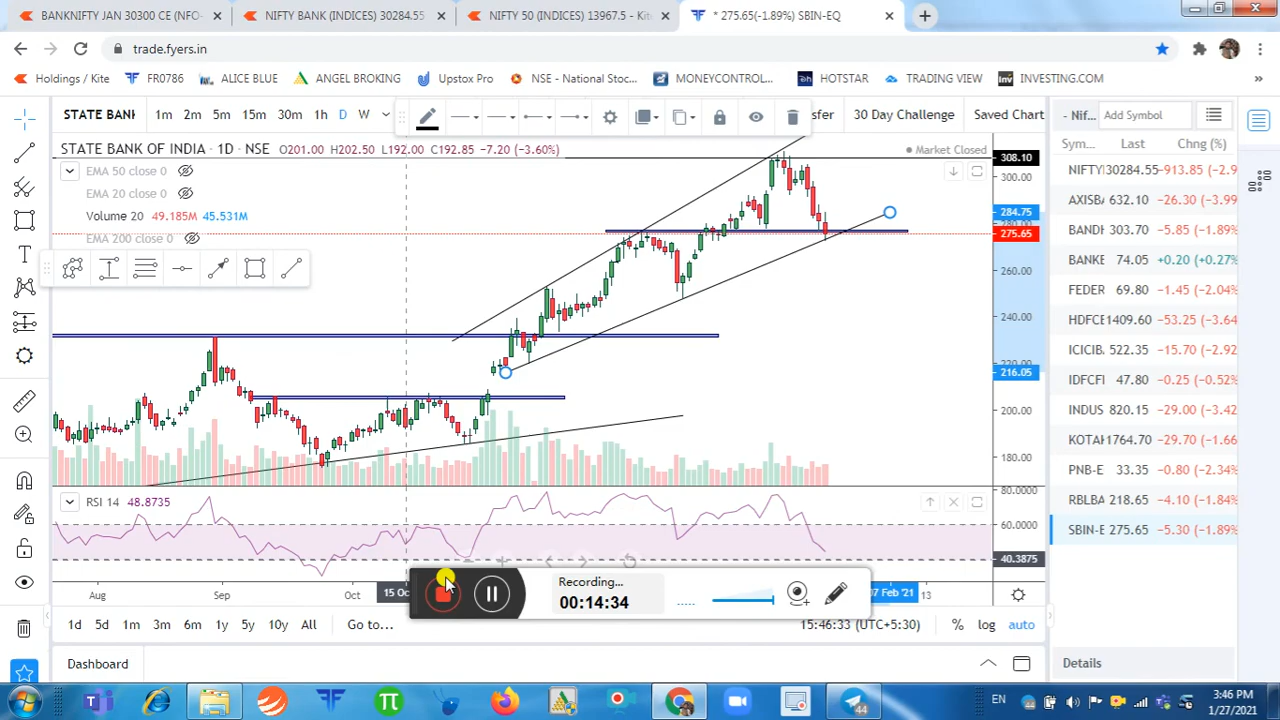 BANKNIFTY JAN 30300 CE (NFO-
NIFTY BANK (INDICES) 30284.55
NIFTY 50 (INDICES) 13967.5 - Kite
* 275.65(-1.89%) SBIN-EQ
trade.fyers.in
Holdings / Kite
FR0786
ALICE BLUE
ANGEL BROKING
Upstox Pro
NSE - National Stoc...
MONEYCONTROL...
HOTSTAR
TRADING VIEW
INVESTING.COM
STATE BANK
1m 2m 5m 15m 30m 1h D W
sfer
30 Day Challenge
Saved Chart
- Nif...
Add Symbol
STATE BANK OF INDIA · 1D · NSE O201.00 H202.50 L192.00 C192.85 -7.20 (-3.60%)
Market Closed
Sym... Last Chng (%)
EMA 50 close 0
EMA 20 close 0
Volume 20 49.185M 45.531M
EMA 200 close 0
308.10
300.00
284.75
275.65
260.00
240.00
220.00
216.05
200.00
180.00
NIFTY 30284.55 -913.85 (-2.9
AXISBA 632.10 -26.30 (-3.99
BANDH 303.70 -5.85 (-1.89%
BANKE 74.05 +0.20 (+0.27%
FEDER 69.80 -1.45 (-2.04%
HDFCB 1409.60 -53.25 (-3.64
ICICIB 522.35 -15.70 (-2.92
IDFCFI 47.80 -0.25 (-0.52%
INDUS 820.15 -29.00 (-3.42
KOTAK 1764.70 -29.70 (-1.66
PNB-E 33.35 -0.80 (-2.34%
RBLBA 218.65 -4.10 (-1.84%
SBIN-E 275.65 -5.30 (-1.89%
RSI 14 48.8735
80.0000
60.0000
40.3875
Aug Sep Oct 15 Oc
07 Feb '21 13
Recording...
00:14:34
1d 5d 1m 3m 6m 1y 5y 10y All Go to...
15:46:33 (UTC+5:30) % log auto
Dashboard
Details
44
EN
3:46 PM
1/27/2021